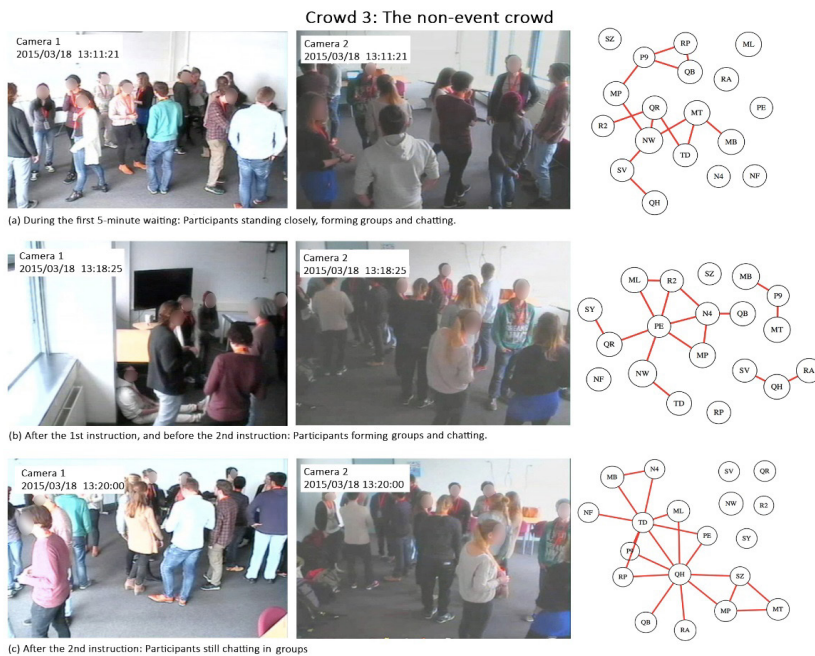 Crowd 3: The non-event crowd
Camera 1
2015/03/18 13:11:21
Camera 2
2015/03/18 13:11:21
SZ
RP
ML
P9
QB
RA
MP
QR
MT
PE
R2
NW
MB
TD
SV
N4
NF
QH
(a) During the first 5-minute waiting: Participants standing closely, forming groups and chatting.
Camera 1
2015/03/18 13:18:25
Camera 2
2015/03/18 13:18:25
ML
R2
SZ
MB
P9
SY
N4
QB
PE
MT
QR
MP
NW
SV
RA
NF
QH
TD
RP
(b) After the 1st instruction, and before the 2nd instruction: Participants forming groups and chatting.
Camera 1
2015/03/18 13:20:00
Camera 2
2015/03/18 13:20:00
MB
N4
SV
QR
NF
ML
NW
R2
TD
PE
SY
P9
RP
QH
SZ
MP
MT
QB
RA
(c) After the 2nd instruction: Participants still chatting in groups